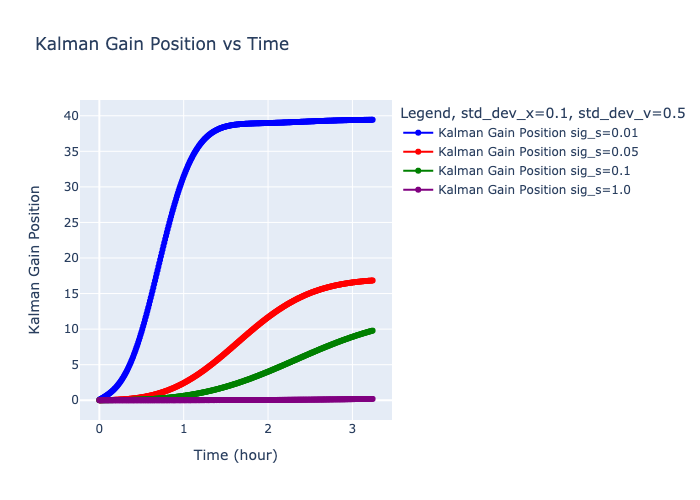 Kalman Gain Position vs Time
Legend, std_dev_x=0.1, std_dev_v=0.5
Kalman Gain Position sig_s=0.01
Kalman Gain Position sig_s=0.05
Kalman Gain Position sig_s=0.1
Kalman Gain Position sig_s=1.0
Kalman Gain Position
40
35
30
25
20
15
10
5
0
0 1 2 3
Time (hour)